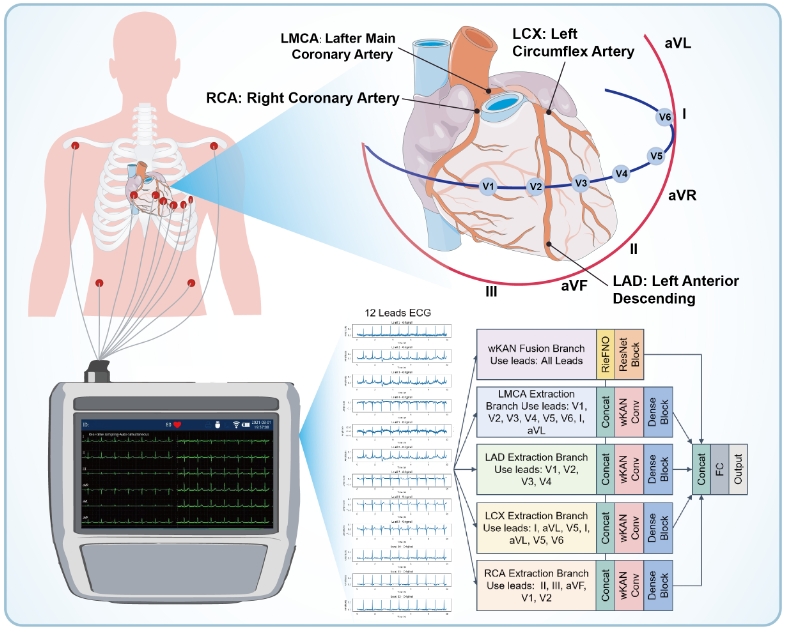 LMCA: Lafter Main
Coronary Artery
LCX: Left
Circumflex Artery
aVL
RCA: Right Coronary Artery
I
V6
V5
V4
V3
V2
V1
aVR
II
aVF
III
LAD: Left Anterior
Descending
12 Leads ECG
wKAN Fusion Branch
Use leads: All Leads
RieFNO
ResNet
Block
LMCA Extraction
Branch Use leads: V1,
V2, V3, V4, V5, V6, I,
aVL
Concat
wKAN
Conv
Dense
Block
LAD Extraction Branch
Use leads: V1, V2,
V3, V4
Concat
wKAN
Conv
Dense
Block
LCX Extraction Branch
Use leads: I, aVL, V5, I,
aVL, V5, V6
Concat
wKAN
Conv
Dense
Block
RCA Extraction Branch
Use leads: II, III, aVF,
V1, V2
Concat
wKAN
Conv
Dense
Block
Concat
FC
Output